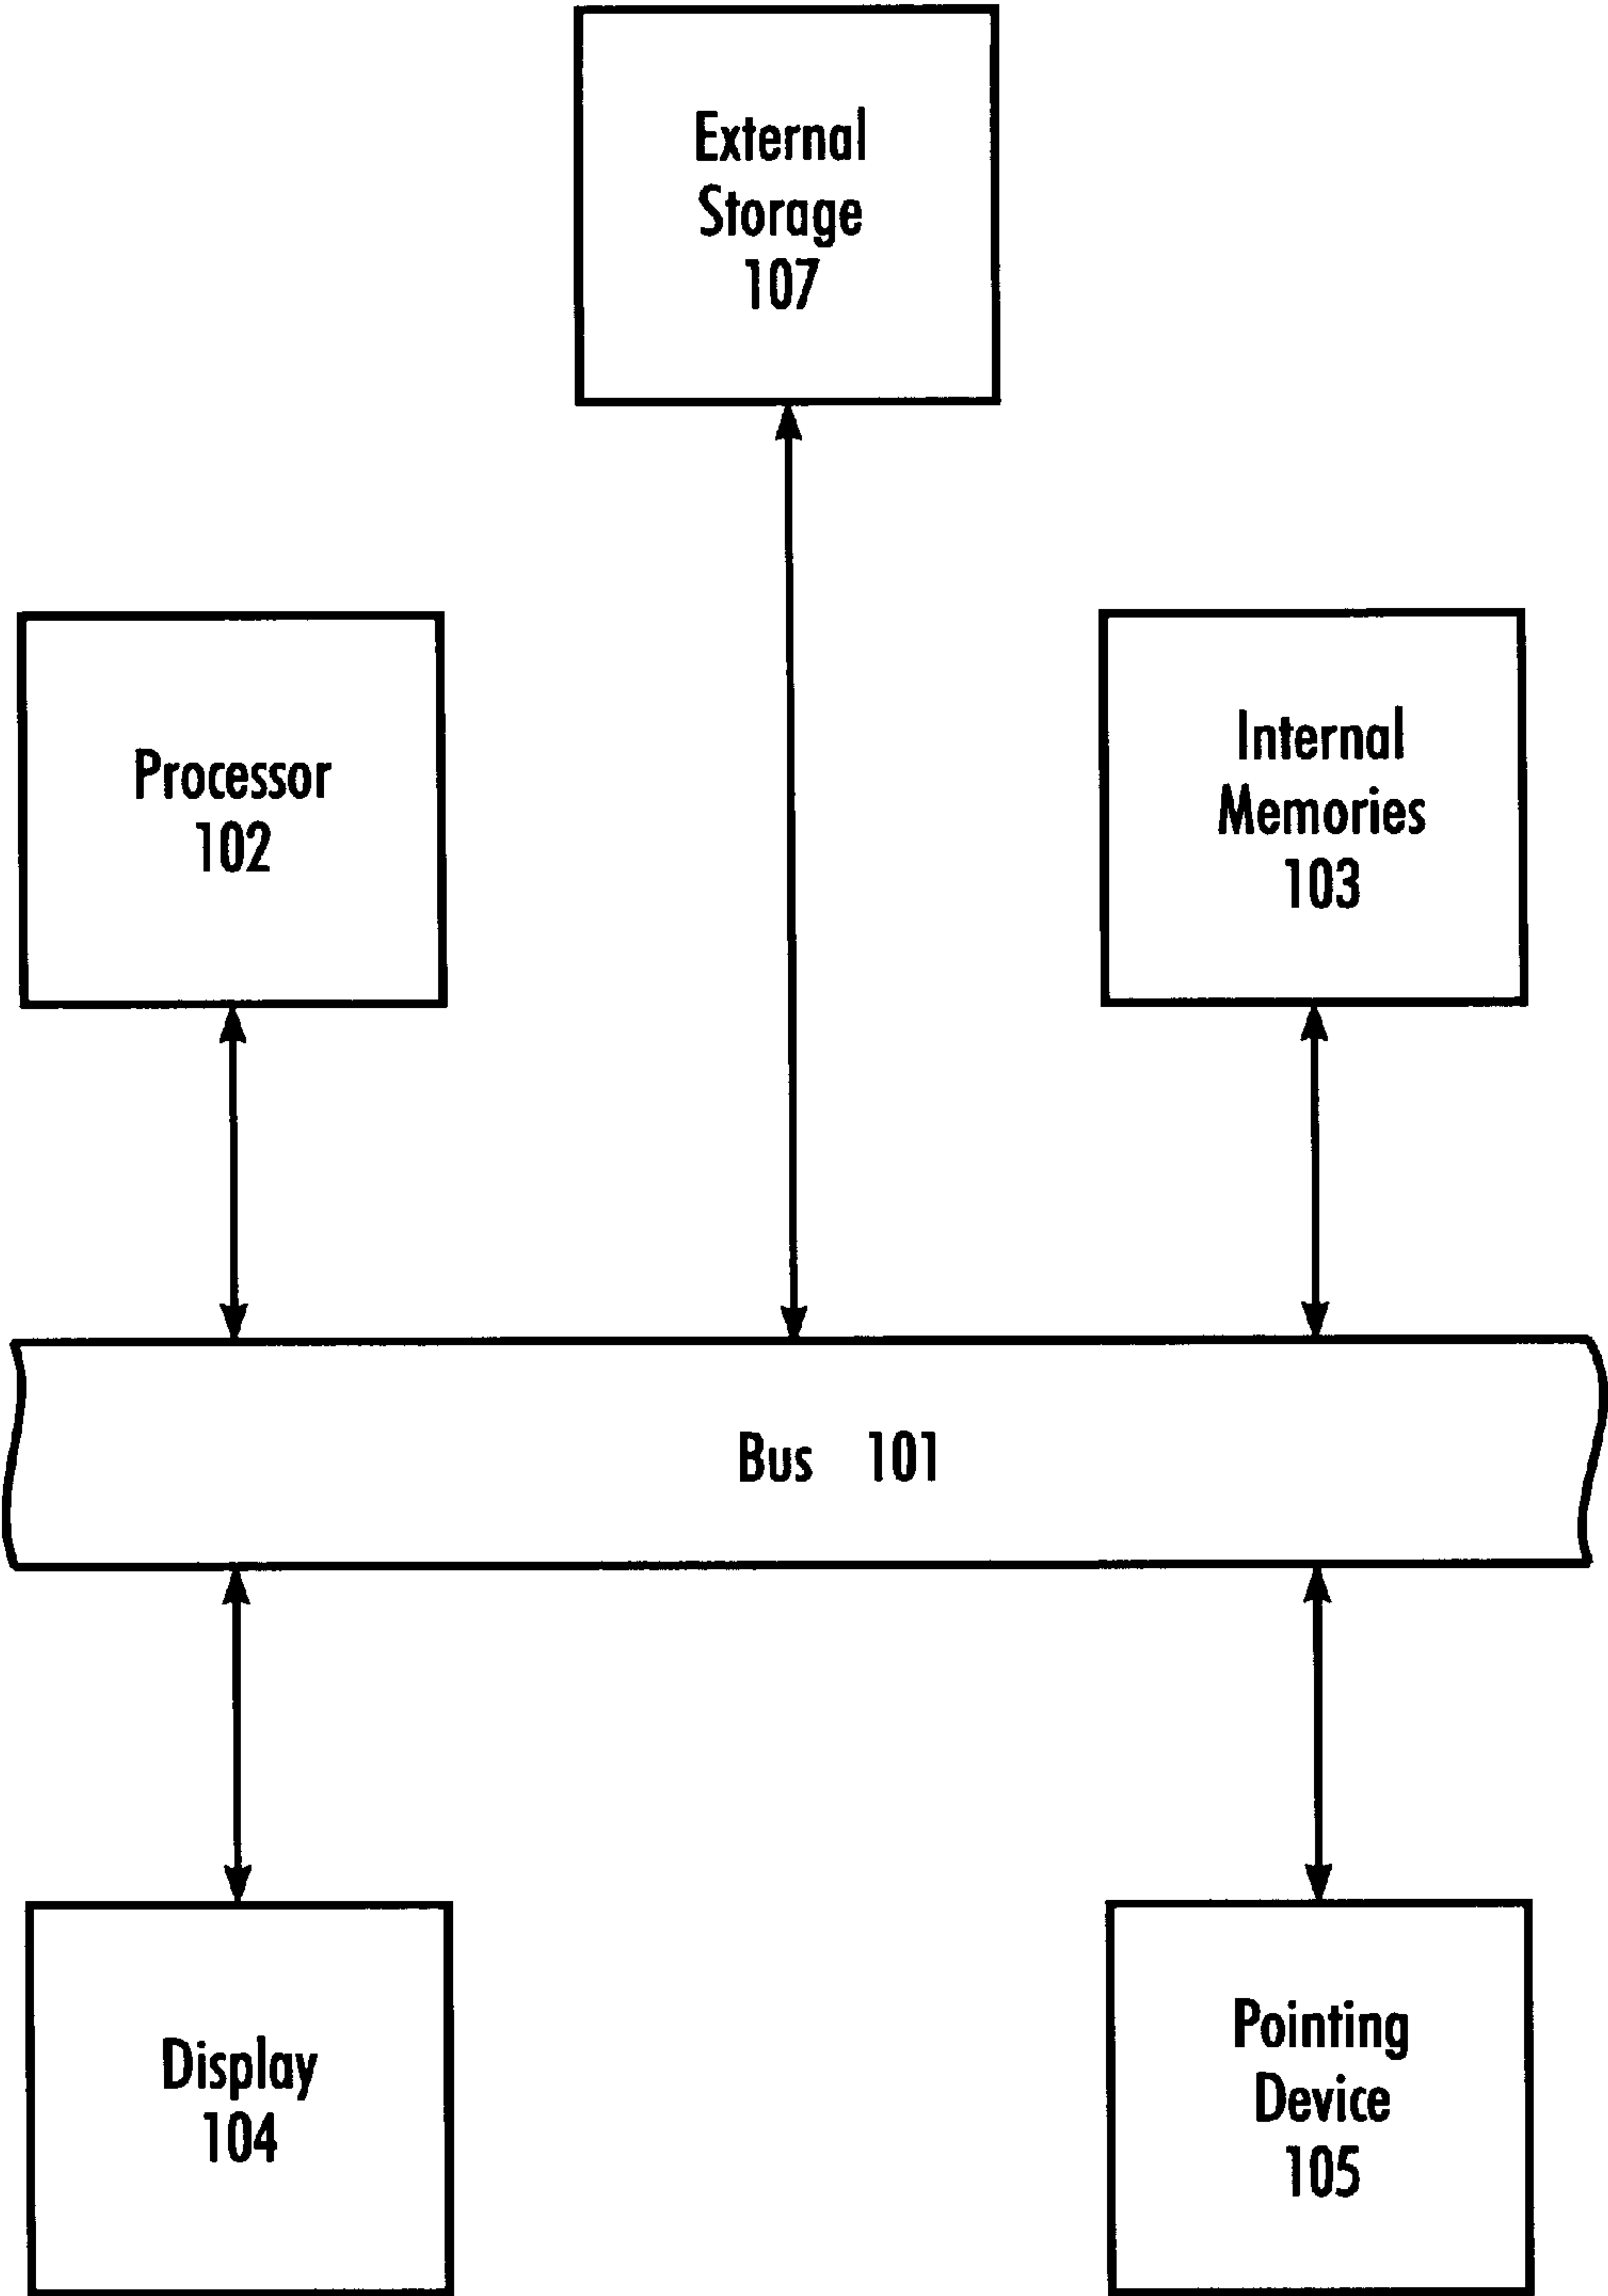 External
Storage
107
Processor
102
Internal
Memories
103
Bus 101
Display
104
Pointing
Device
105